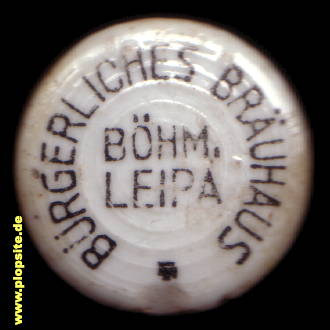 BÜRGERLICHES BRÄUHAUS
BÖHM.
LEIPA
www.plopsite.de